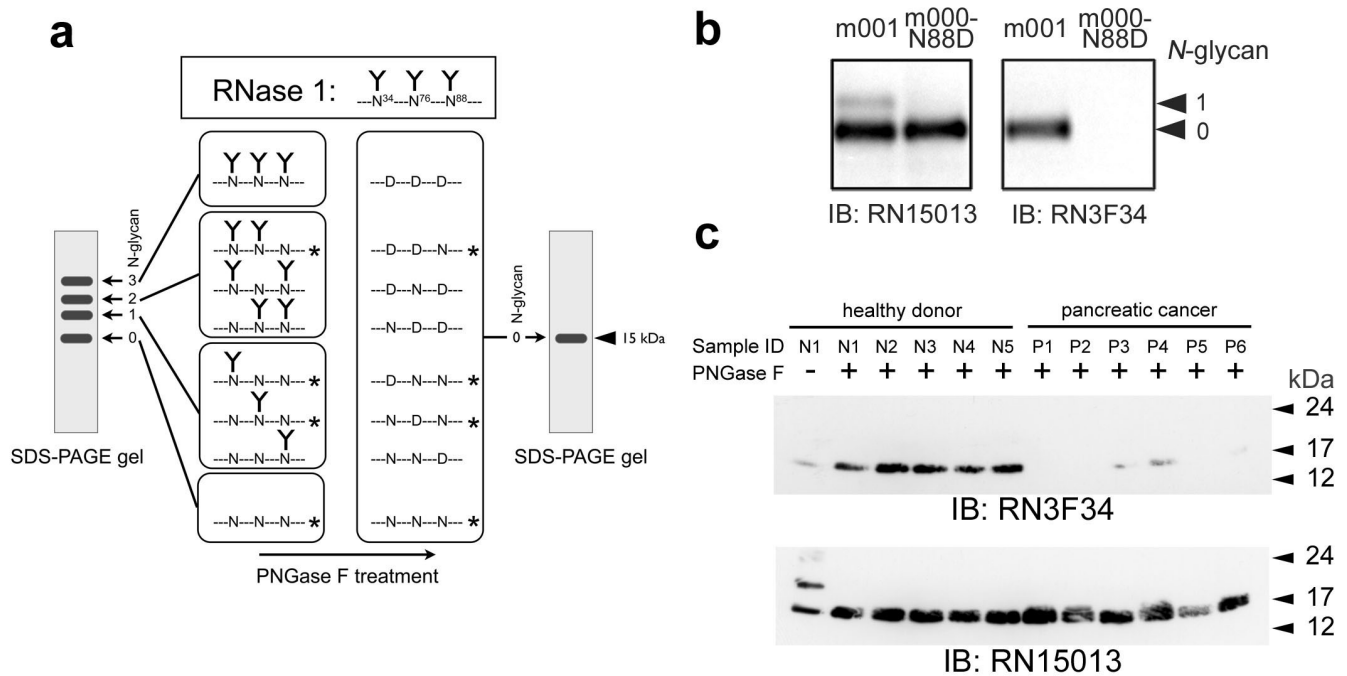 a
RNase 1:
Y Y Y
---N34---N76---N88---
Y Y Y
---N---N---N---
Y Y
---N---N---N--- *
Y Y
---N---N---N---
Y Y
---N---N---N---
Y
---N---N---N--- *
Y
---N---N---N--- *
Y
---N---N---N---
---N---N---N--- *
---D---D---D---
---D---D---N--- *
---D---N---D---
---N---D---D---
---D---N---N--- *
---N---D---N--- *
---N---N---D---
---N---N---N--- *
N-glycan
3
2
1
0
SDS-PAGE gel
N-glycan
0
15 kDa
SDS-PAGE gel
PNGase F treatment
b
m001 m000-N88D m001 m000-N88D
N-glycan
1
0
IB: RN15013 IB: RN3F34
c
healthy donor pancreatic cancer
Sample ID N1 N1 N2 N3 N4 N5 P1 P2 P3 P4 P5 P6
PNGase F - + + + + + + + + + + +
kDa
24
17
12
IB: RN3F34
24
17
12
IB: RN15013